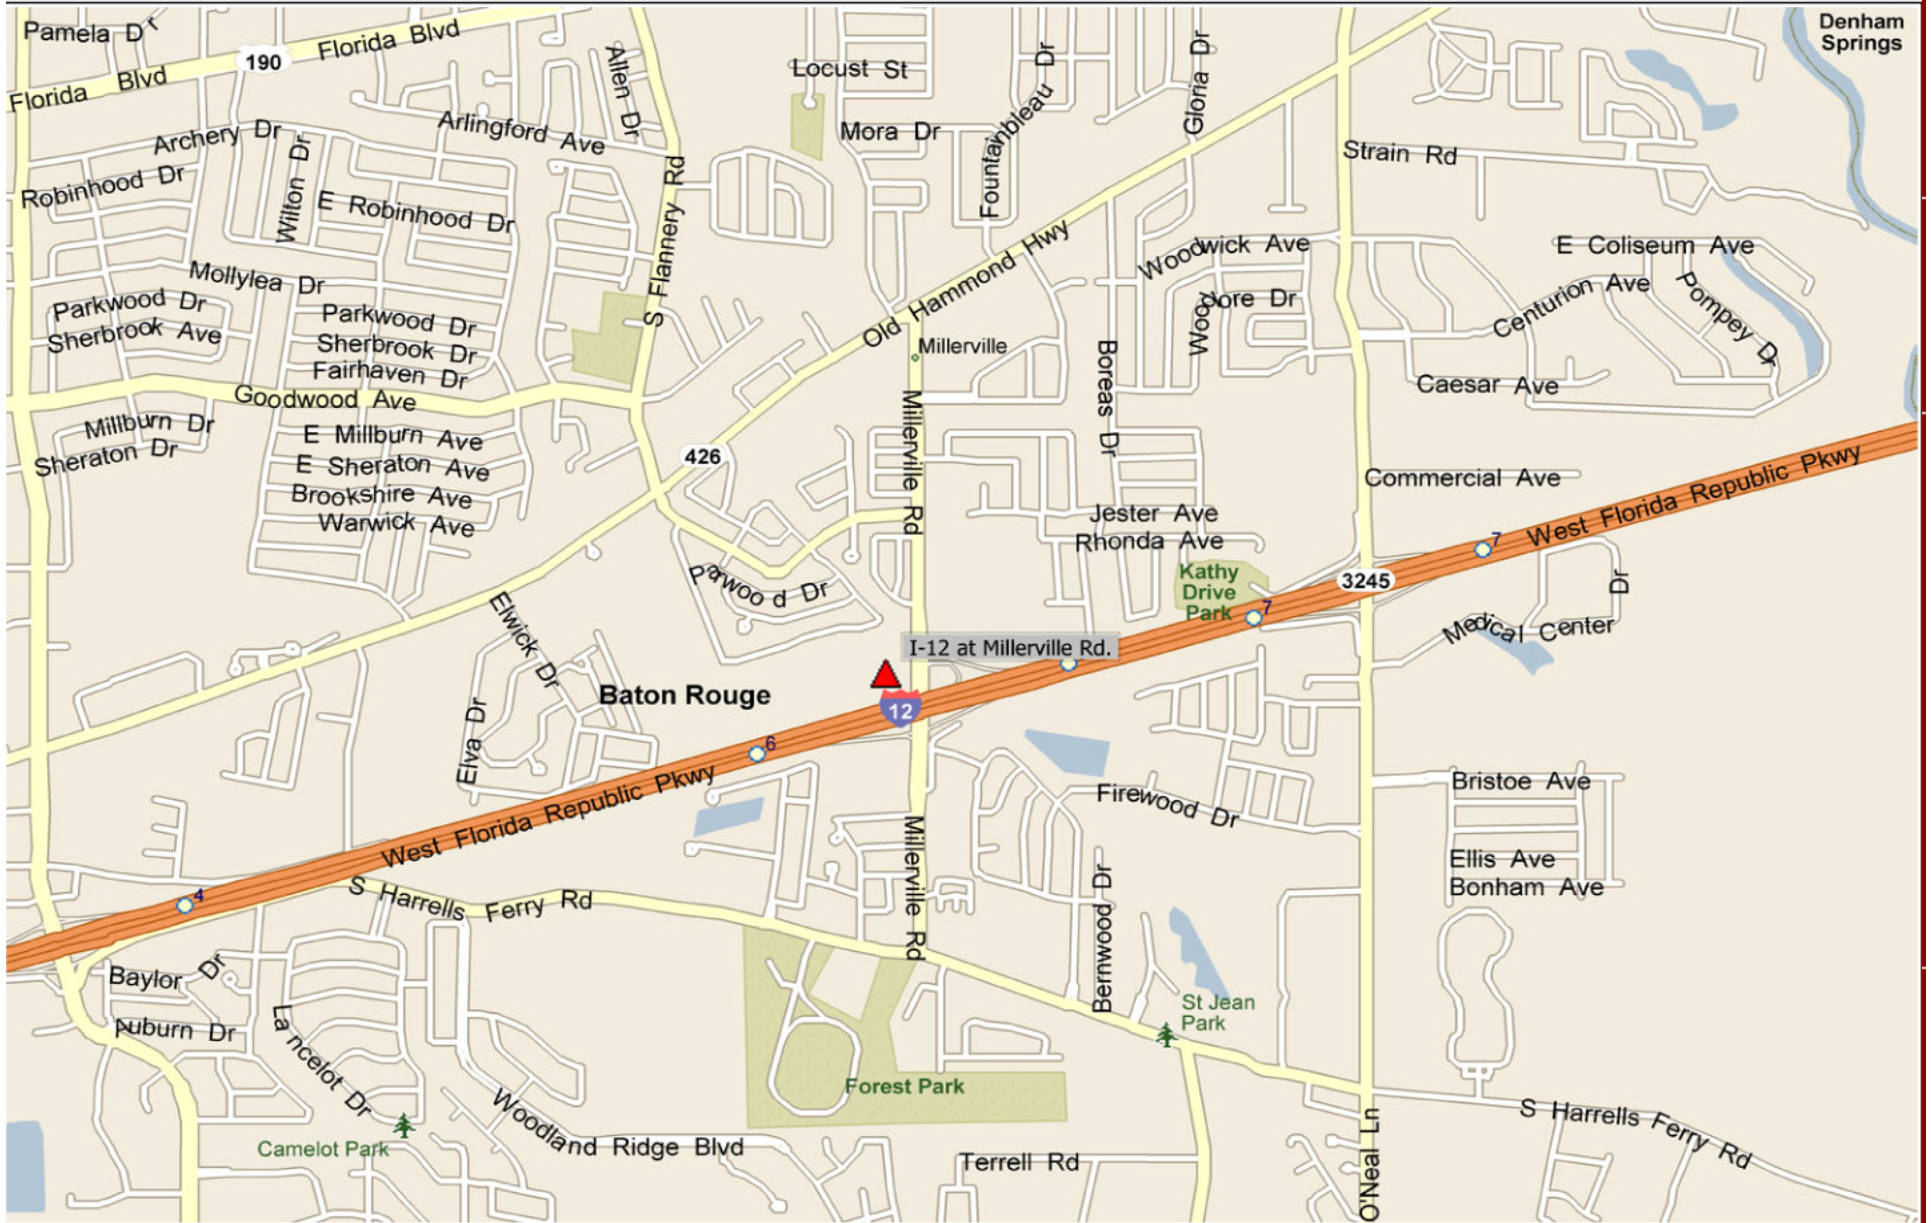 Pamela Dr
190
Florida Blvd
Florida Blvd
Allen Dr
Locust St
Fountainbleau Dr
Gloria Dr
Denham
Springs
Archery Dr
Arlingford Ave
Mora Dr
Strain Rd
Robinhood Dr
Wilton Dr
E Robinhood Dr
S Flannery Rd
Old Hammond Hwy
Woodwick Ave
E Coliseum Ave
Mollylea Dr
Parkwood Dr
Sherbrook Ave
Parkwood Dr
Sherbrook Dr
Fairhaven Dr
Millerville
Boreas Dr
Woodore Dr
Centurion Ave
Pompey Dr
Caesar Ave
Goodwood Ave
Millburn Dr
Sheraton Dr
E Millburn Ave
E Sheraton Ave
Brookshire Ave
Warwick Ave
426
Millerville Rd
Commercial Ave
West Florida Republic Pkwy
Jester Ave
Rhonda Ave
Kathy
Drive
Park
7
7
3245
Medical Center Dr
Parwood Dr
Elwick Dr
Elva Dr
I-12 at Millerville Rd.
Baton Rouge
12
6
West Florida Republic Pkwy
Firewood Dr
Bristoe Ave
Ellis Ave
Bonham Ave
4
S Harrells Ferry Rd
Millerville Rd
Bernwood Dr
Baylor Dr
Auburn Dr
Lancelot Dr
St Jean
Park
Forest Park
Camelot Park
Woodland Ridge Blvd
Terrell Rd
O'Neal Ln
S Harrells Ferry Rd